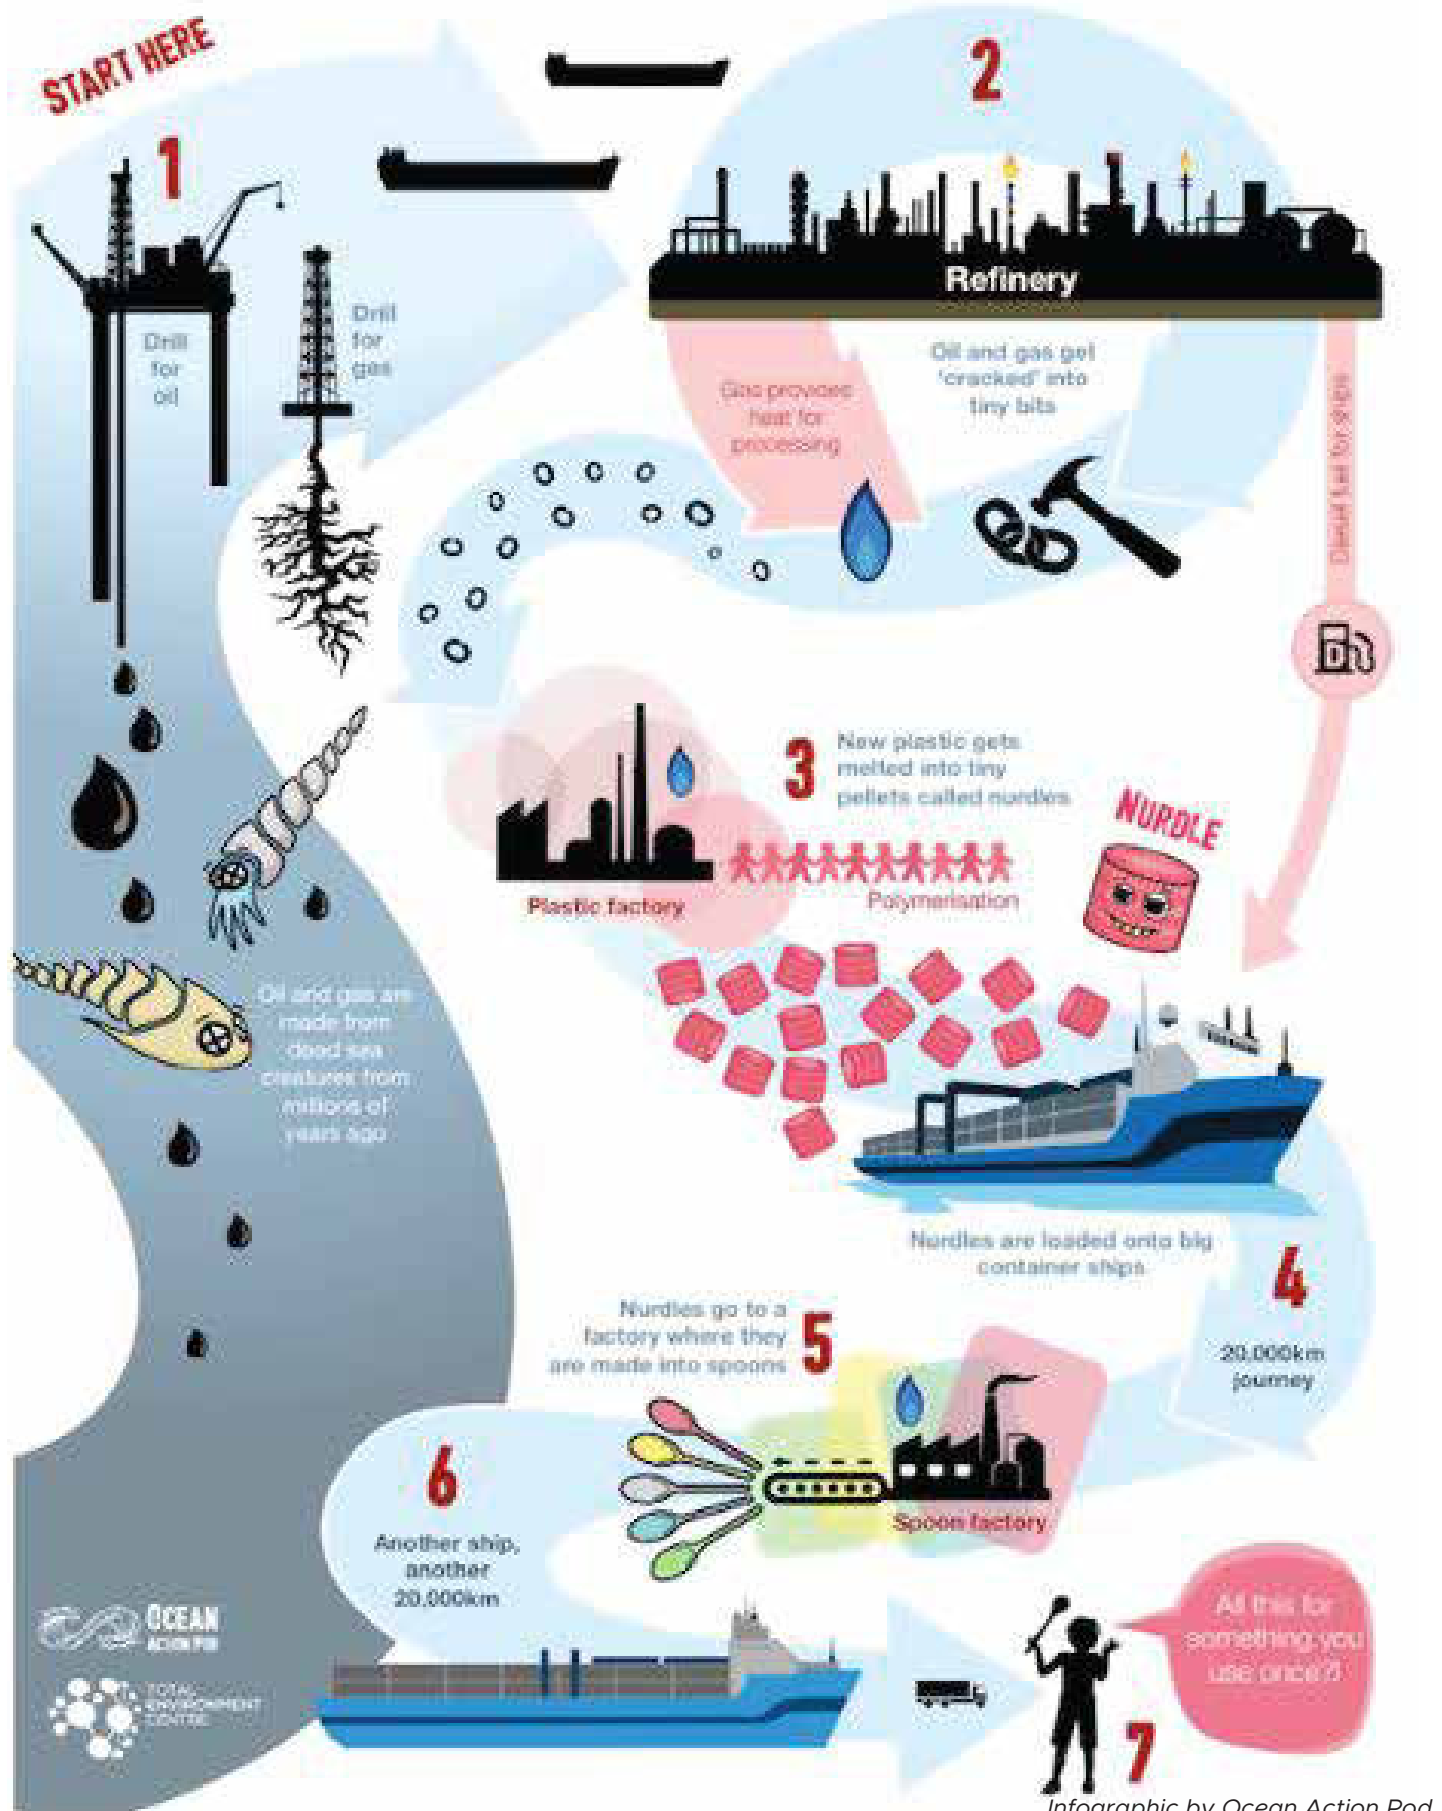 START HERE
1
Drill
for
oil
Drill
for
gas
2
Refinery
Gas provides
heat for
processing
Oil and gas get
'cracked' into
tiny bits
Diesel fuel for ships
D
3
New plastic gets
melted into tiny
pellets called nurdles
NURDLE
Plastic factory
Polymerisation
Oil and gas are
made from
dead sea
creatures from
millions of
years ago
Nurdles are loaded onto big
container ships
4
20,000km
journey
Nurdles go to a
factory where they
are made into spoons
5
Spoon factory
6
Another ship,
another
20,000km
All this for
something you
use once?!
7
OCEAN
ACTION POD
TOTAL
ENVIRONMENT
CENTRE
Infographic by Ocean Action Pod